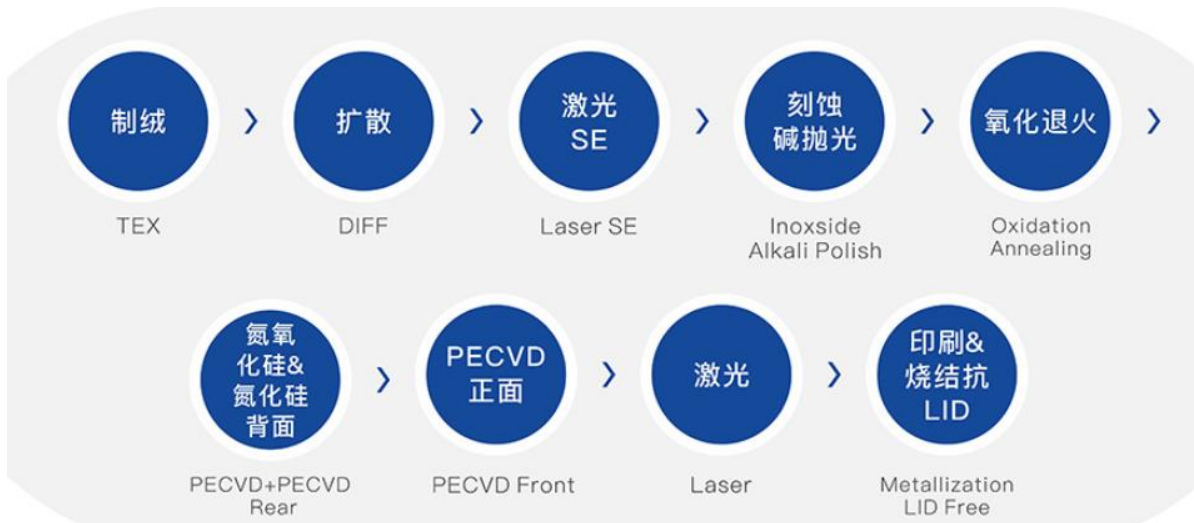 制绒
扩散
激光
SE
刻蚀
碱抛光
氧化退火
TEX
DIFF
Laser SE
Inoxside
Alkali Polish
Oxidation
Annealing
氮氧
化硅&
氮化硅
背面
PECVD
正面
激光
印刷&
烧结抗
LID
PECVD+PECVD
Rear
PECVD Front
Laser
Metallization
LID Free